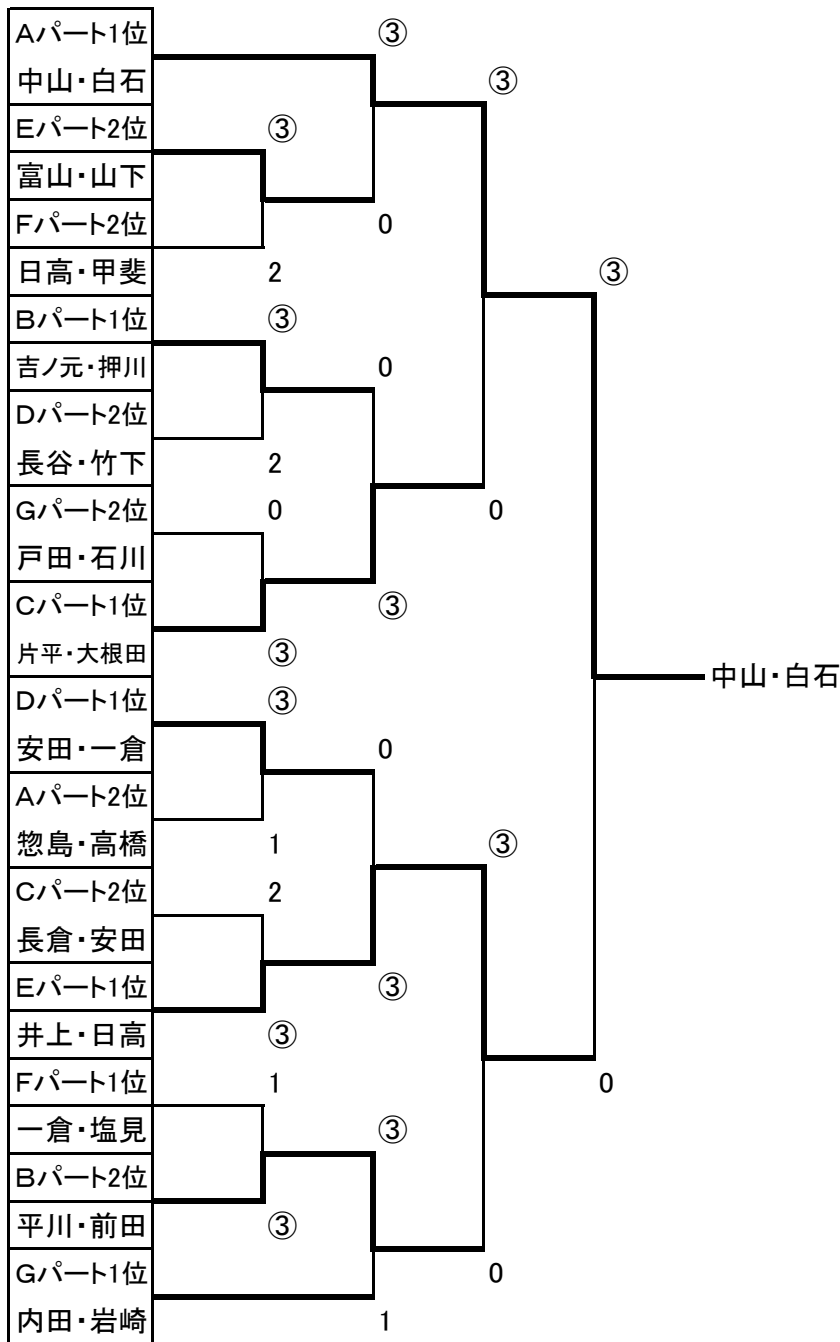 Aパート1位
③
中山・白石
③
Eパート2位
③
富山・山下
Fパート2位
0
日高・甲斐
2
③
Bパート1位
③
吉ノ元・押川
0
Dパート2位
長谷・竹下
2
Gパート2位
0
0
戸田・石川
Cパート1位
③
片平・大根田
③
中山・白石
Dパート1位
③
安田・一倉
0
Aパート2位
惣島・高橋
1
③
Cパート2位
2
長倉・安田
Eパート1位
③
井上・日高
③
Fパート1位
1
0
一倉・塩見
③
Bパート2位
平川・前田
③
Gパート1位
0
内田・岩崎
1